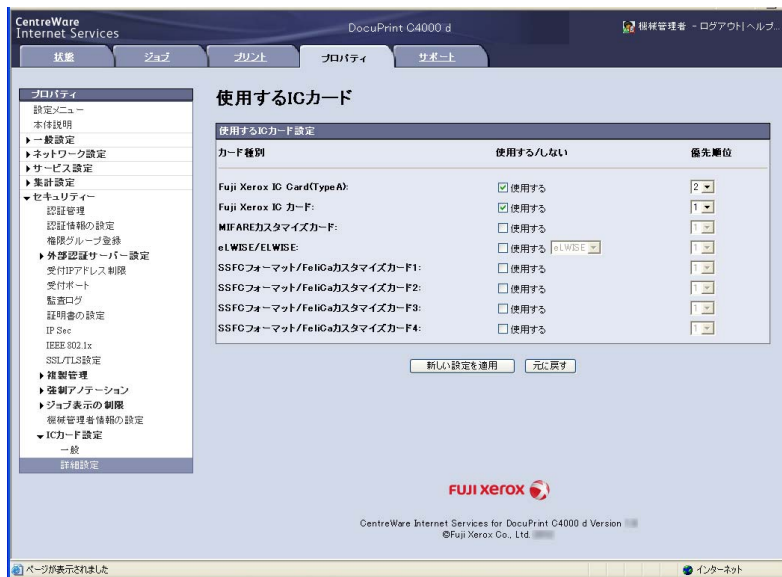 CentreWare
Internet Services
DocuPrint C4000 d
機械管理者 - ログアウト| ヘルプ...
状態 ジョブ プリント プロパティ サポート
プロパティ
設定メニュー
本体説明
一般設定
ネットワーク設定
サービス設定
集計設定
セキュリティー
認証管理
認証情報の設定
権限グループ登録
外部認証サーバー設定
受付IPアドレス制限
受付ポート
監査ログ
証明書の設定
IP Sec
IEEE 802.1x
SSL/TLS設定
複製管理
強制アノテーション
ジョブ表示の制限
機械管理者情報の設定
ICカード設定
一般
詳細設定
使用するICカード
使用するICカード設定
カード種別 使用する/しない 優先順位
Fuji Xerox IC Card(TypeA): 使用する 2
Fuji Xerox IC カード: 使用する 1
MIFAREカスタマイズカード: 使用する 1
eLWISE/ELWISE: 使用する eLWISE 1
SSFCフォーマット/FeliCaカスタマイズカード1: 使用する 1
SSFCフォーマット/FeliCaカスタマイズカード2: 使用する 1
SSFCフォーマット/FeliCaカスタマイズカード3: 使用する 1
SSFCフォーマット/FeliCaカスタマイズカード4: 使用する 1
新しい設定を適用 元に戻す
FUJI XEROX
CentreWare Internet Services for DocuPrint C4000 d Version
©Fuji Xerox Co., Ltd.
ページが表示されました インターネット